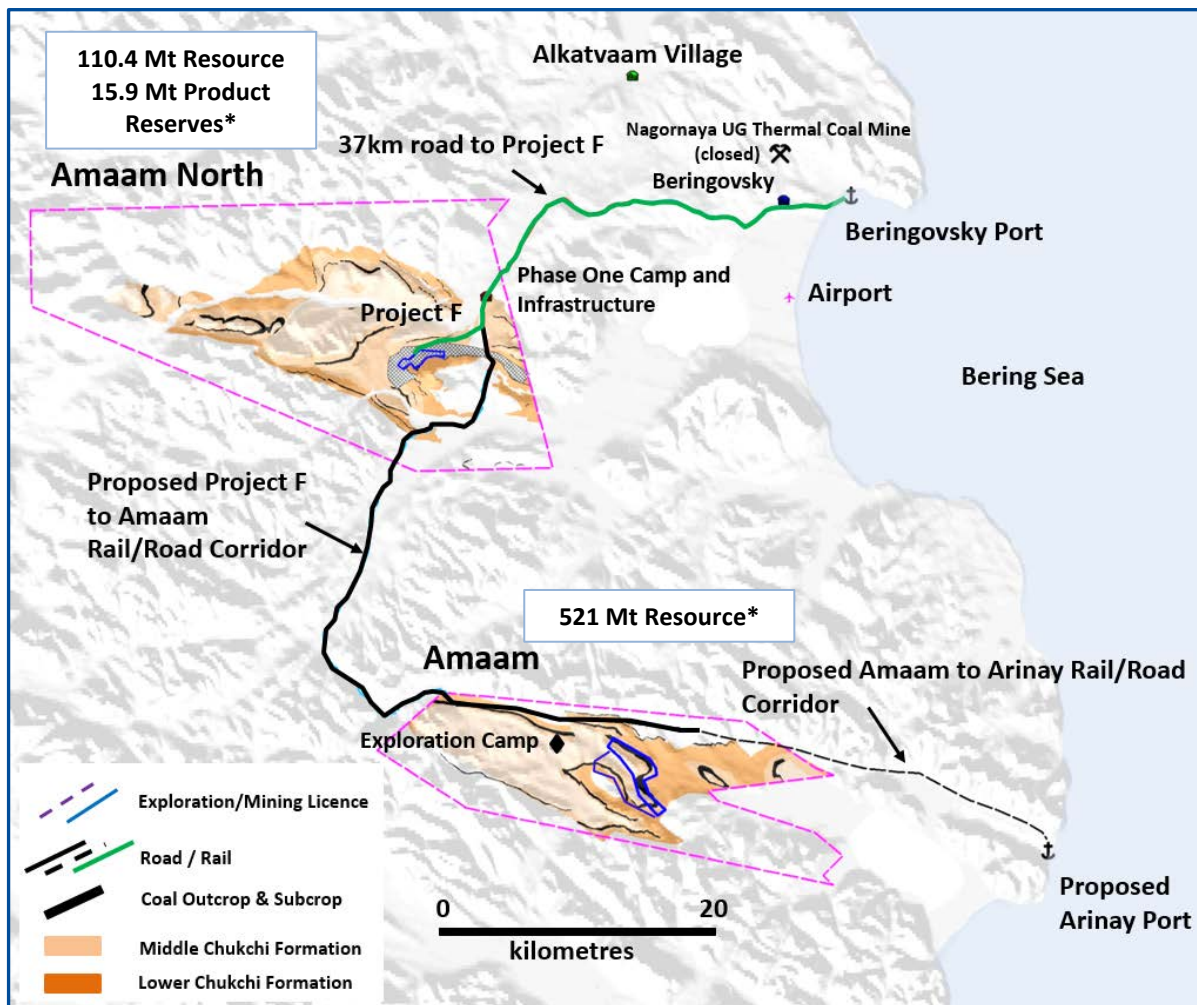 110.4 Mt Resource
15.9 Mt Product
Reserves*
Alkatvaam Village
Nagornaya UG Thermal Coal Mine
(closed)
37km road to Project F
Beringovsky
Amaam North
Beringovsky Port
Phase One Camp and
Infrastructure
Airport
Project F
Bering Sea
Proposed Project F
to Amaam
Rail/Road Corridor
521 Mt Resource*
Amaam
Proposed Amaam to Arinay Rail/Road
Corridor
Exploration Camp
Exploration/Mining Licence
Road / Rail
Coal Outcrop & Subcrop
Middle Chukchi Formation
Lower Chukchi Formation
0 20
kilometres
Proposed
Arinay Port